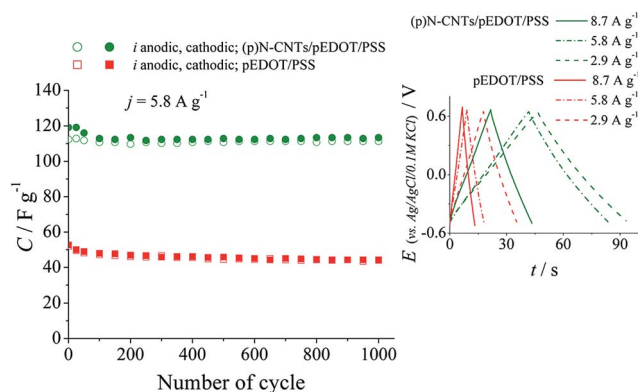 i anodic, cathodic; (p)N-CNTs/pEDOT/PSS
i anodic, cathodic; pEDOT/PSS
j = 5.8 A g-1
C / F g-1
140
120
100
80
60
40
20
0
0 200 400 600 800 1000
Number of cycle
(p)N-CNTs/pEDOT/PSS
8.7 A g-1
5.8 A g-1
2.9 A g-1
pEDOT/PSS
8.7 A g-1
5.8 A g-1
2.9 A g-1
E (vs. Ag/AgCl/0.1M KCl) / V
0.6
0.0
-0.6
0 30 60 90
t / s